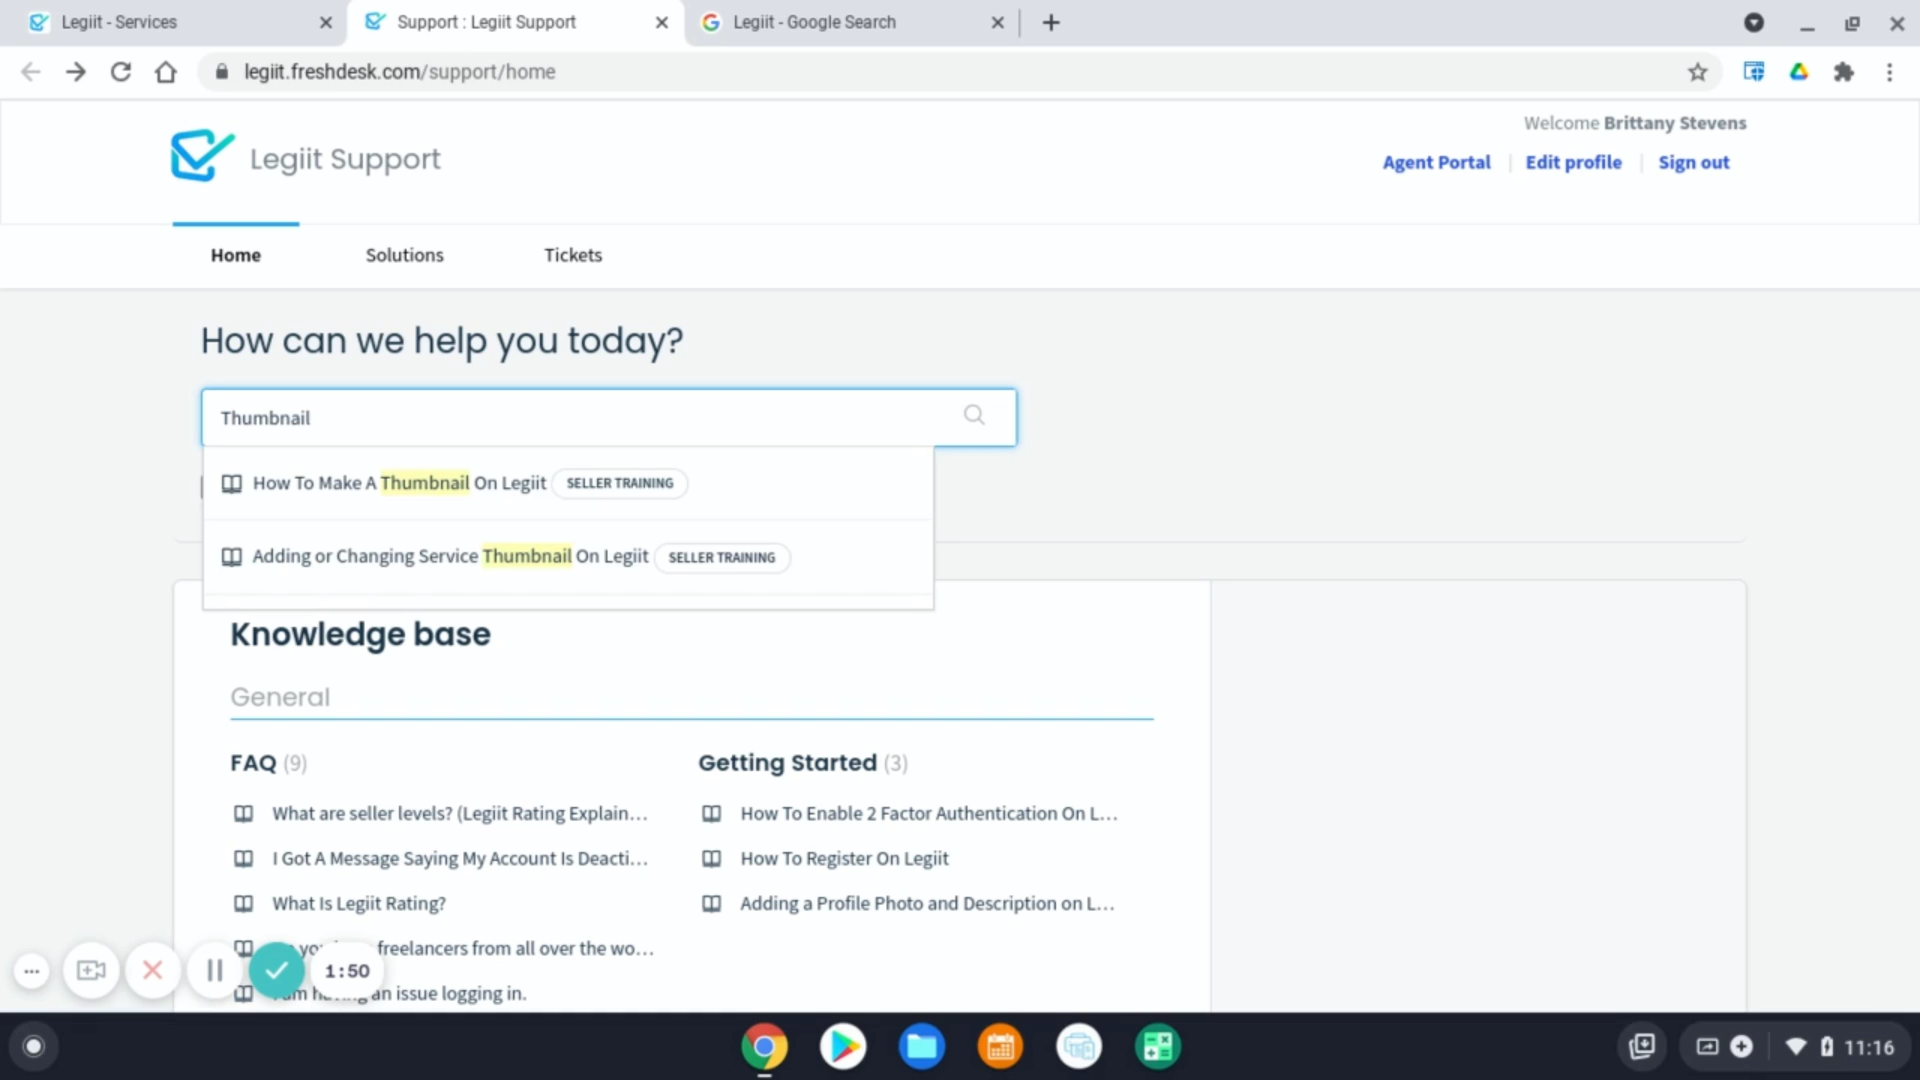 Legiit - Services
Support : Legiit Support
Legiit - Google Search
legiit.freshdesk.com/support/home
Welcome Brittany Stevens
Legiit Support
Agent Portal
Edit profile
Sign out
Home
Solutions
Tickets
How can we help you today?
Thumbnail
How To Make A Thumbnail On Legiit SELLER TRAINING
Adding or Changing Service Thumbnail On Legiit SELLER TRAINING
Knowledge base
General
FAQ (9)
What are seller levels? (Legiit Rating Explain...
I Got A Message Saying My Account Is Deacti...
What Is Legiit Rating?
freelancers from all over the wo...
an issue logging in.
Getting Started (3)
How To Enable 2 Factor Authentication On L...
How To Register On Legiit
Adding a Profile Photo and Description on L...
1:50
11:16